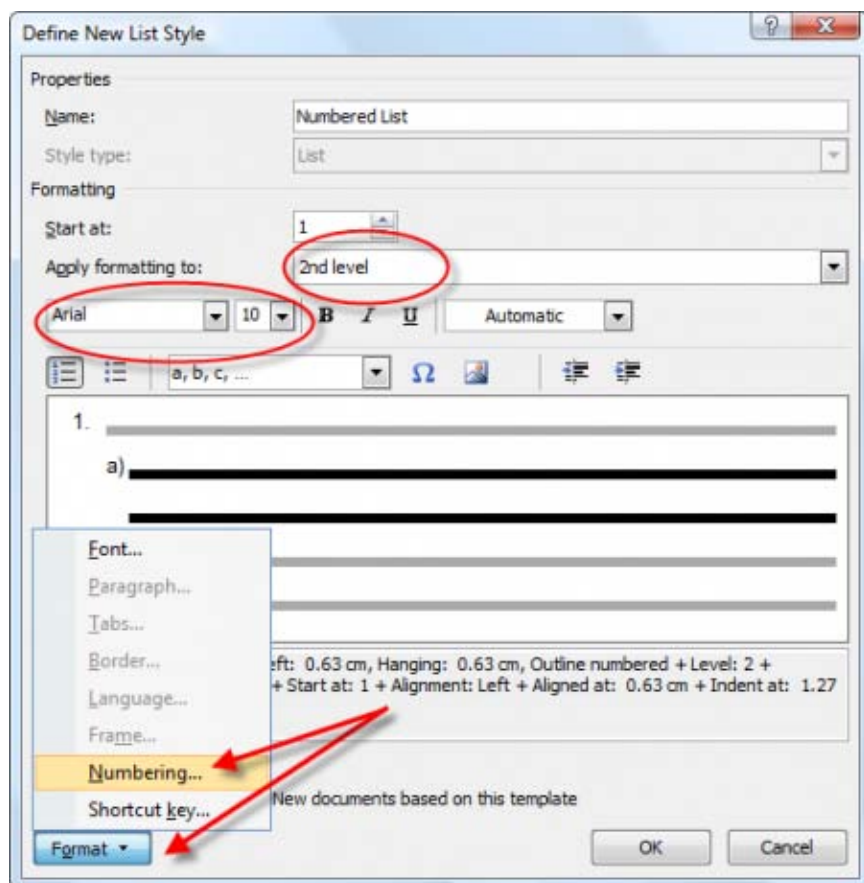 Define New List Style
Properties
Name: Numbered List
Style type: List
Formatting
Start at: 1
Apply formatting to: 2nd level
Arial 10 B I U Automatic
a, b, c, ... Ω
1.
a)
Font...
Paragraph...
Tabs...
Border...
Language...
Frame...
Numbering...
Shortcut key...
eft: 0.63 cm, Hanging: 0.63 cm, Outline numbered + Level: 2 +
+ Start at: 1 + Alignment: Left + Aligned at: 0.63 cm + Indent at: 1.27
New documents based on this template
Format OK Cancel